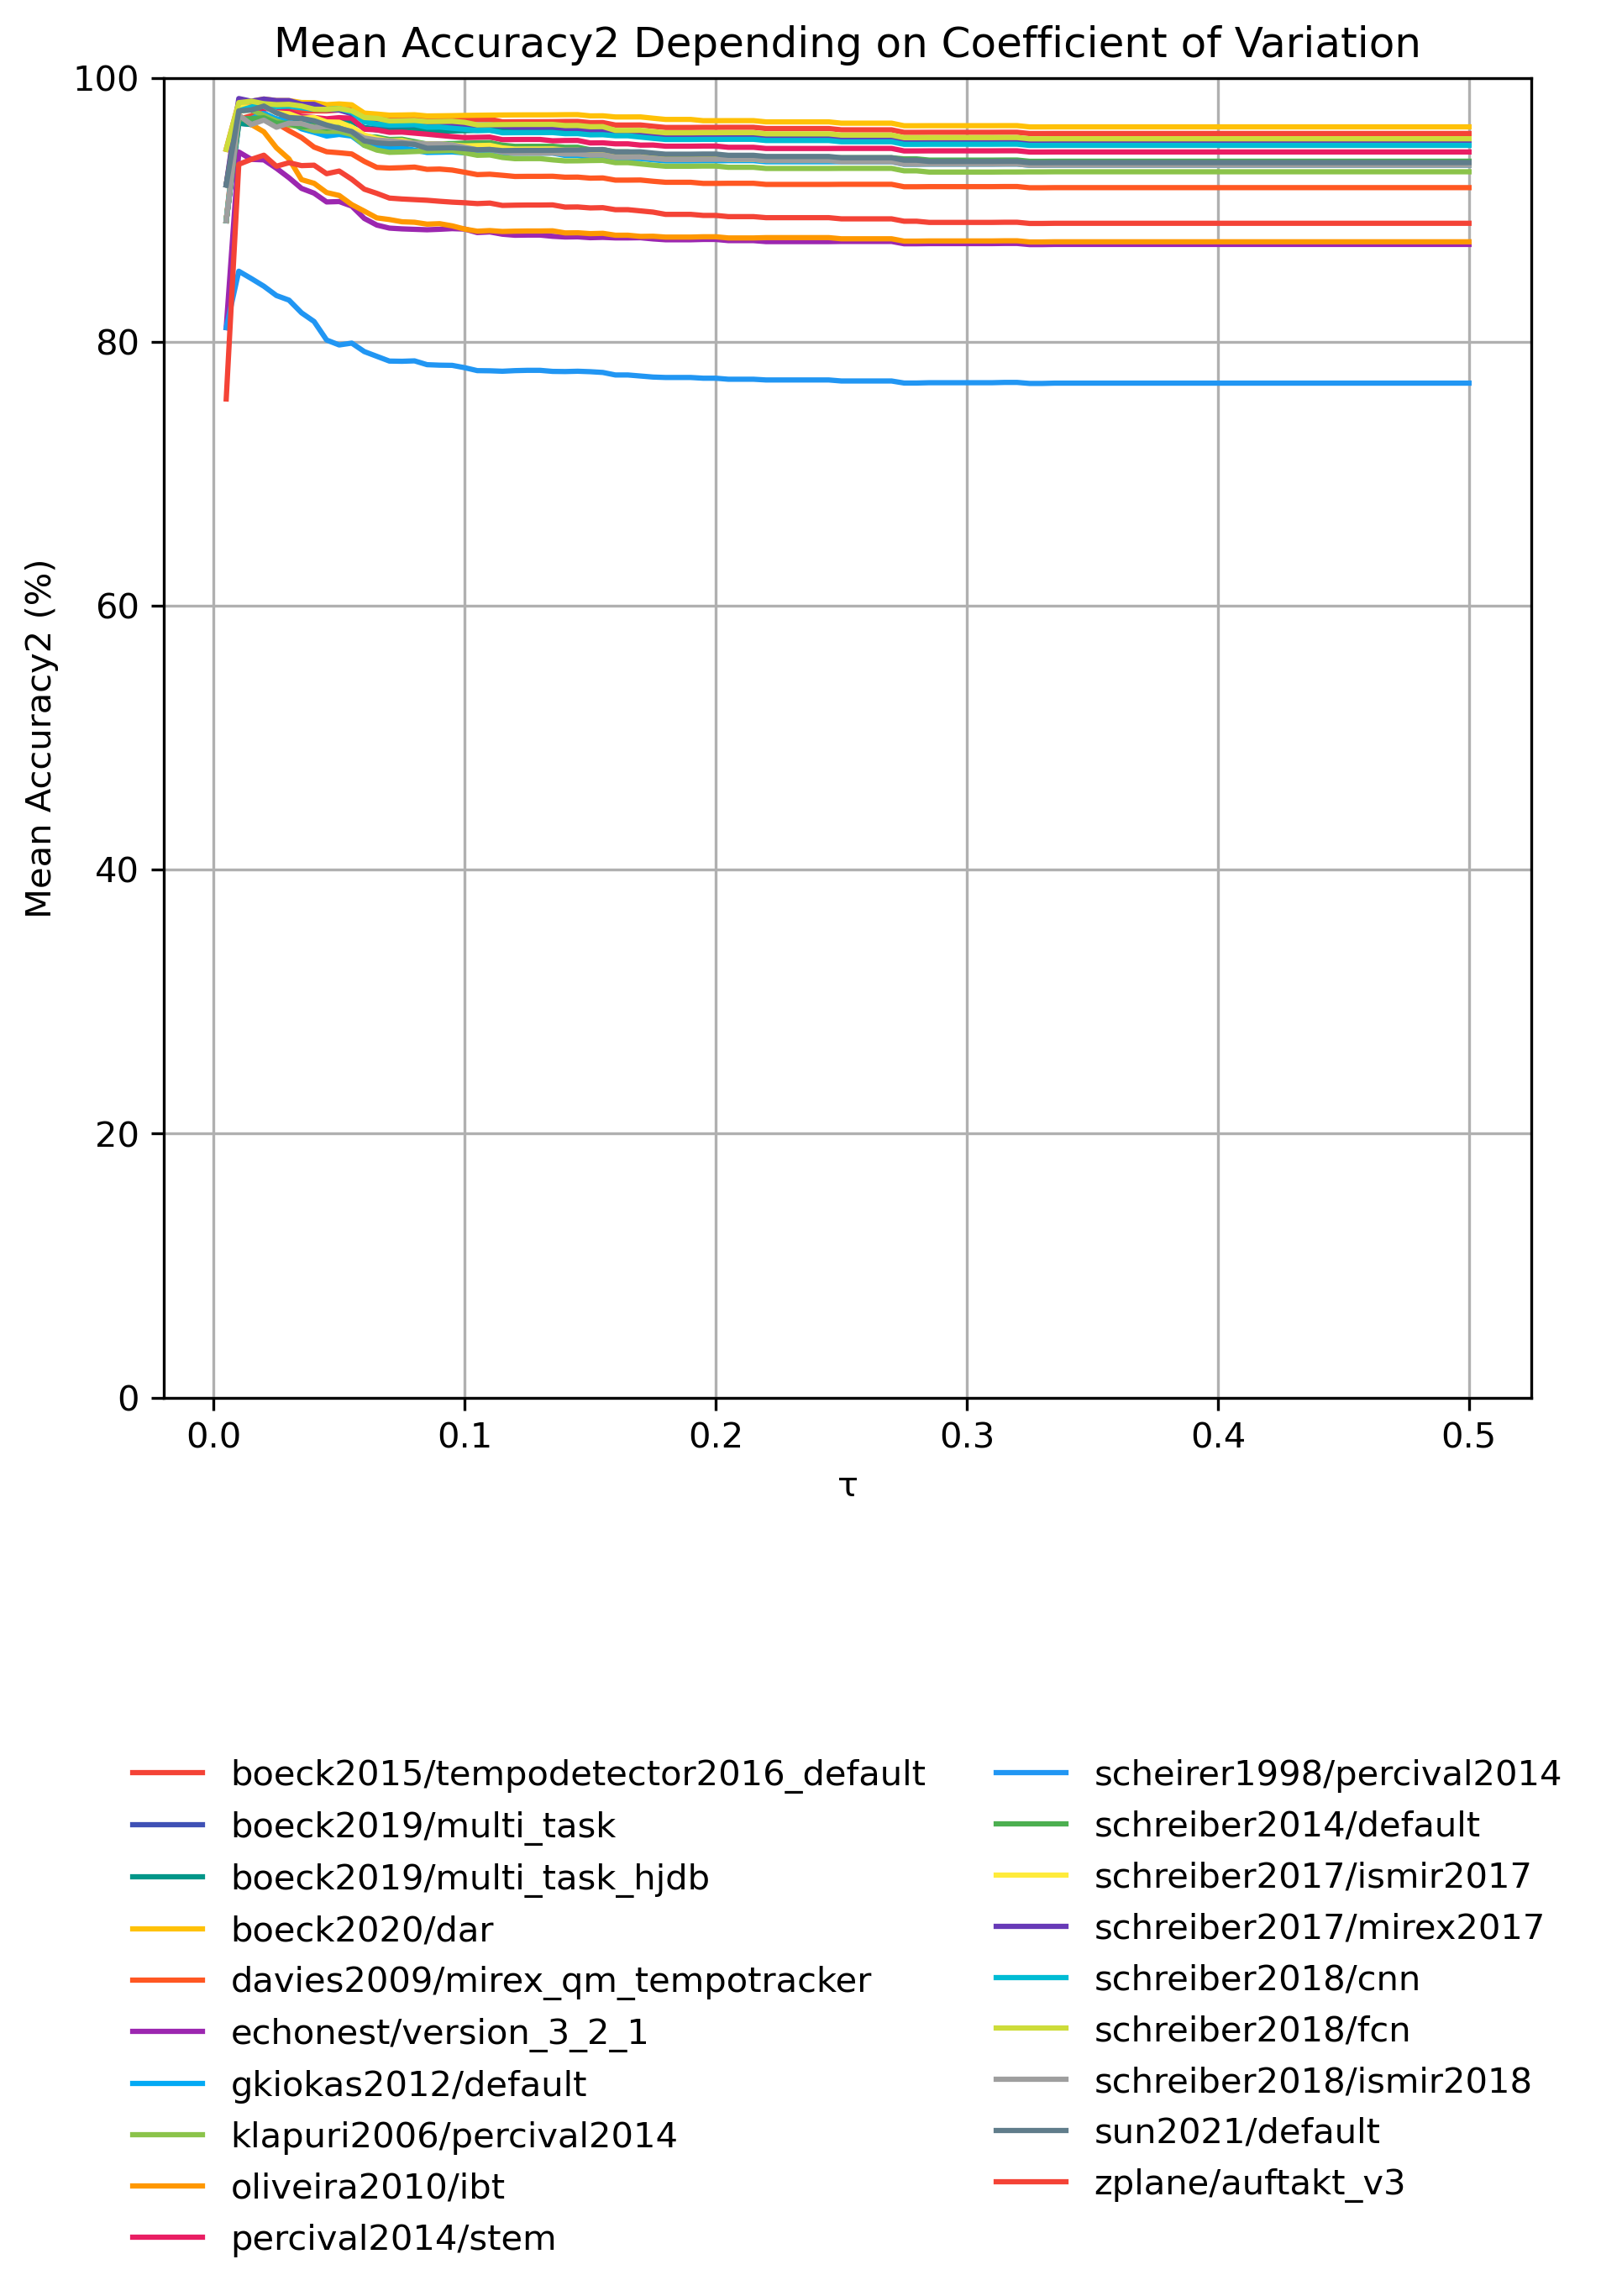 Mean Accuracy2 Depending on Coefficient of Variation
100
80
60
40
20
0
Mean Accuracy2 (%)
0.0 0.1 0.2 0.3 0.4 0.5
τ
boeck2015/tempodetector2016_default
boeck2019/multi_task
boeck2019/multi_task_hjdb
boeck2020/dar
davies2009/mirex_qm_tempotracker
echonest/version_3_2_1
gkiokas2012/default
klapuri2006/percival2014
oliveira2010/ibt
percival2014/stem
scheirer1998/percival2014
schreiber2014/default
schreiber2017/ismir2017
schreiber2017/mirex2017
schreiber2018/cnn
schreiber2018/fcn
schreiber2018/ismir2018
sun2021/default
zplane/auftakt_v3